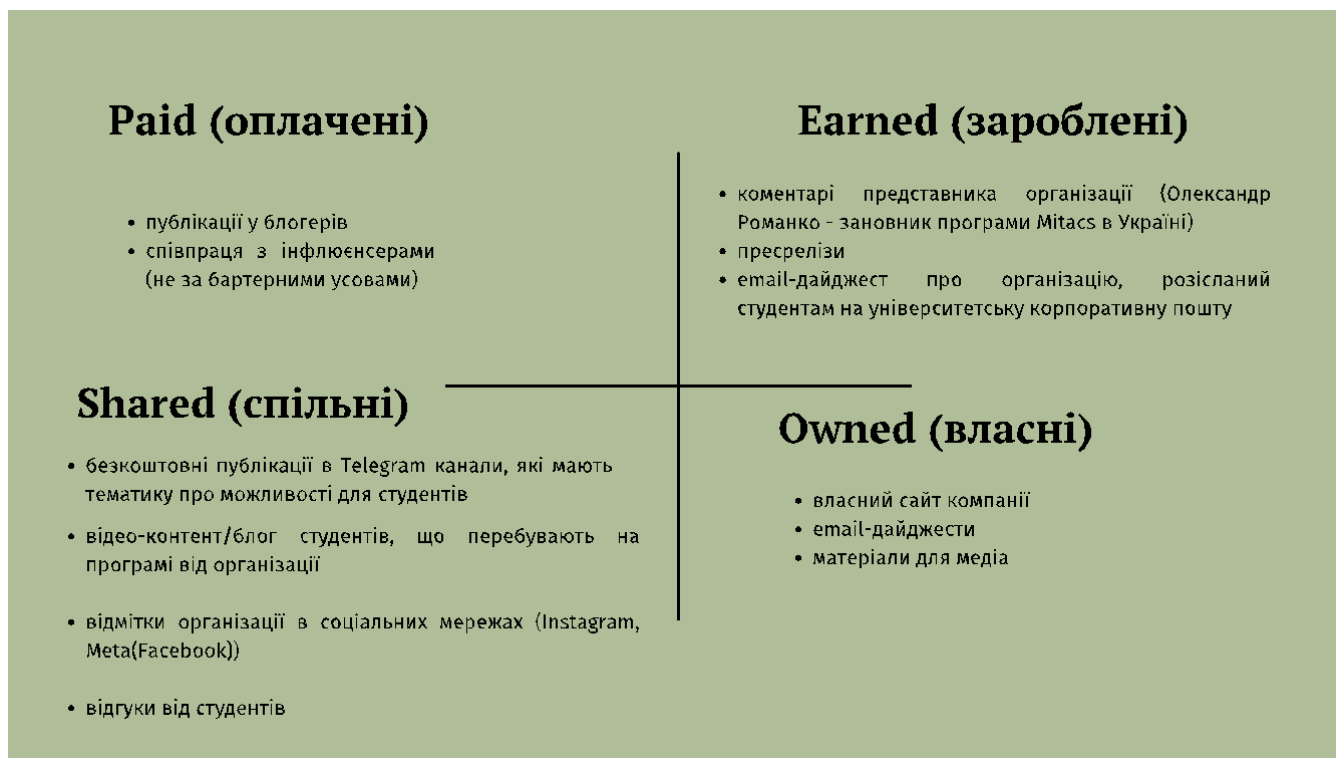 Paid (оплачені)
• публікації у блогерів
• співпраця з інфлюєнсерами
(не за бартерними усовами)
Earned (зароблені)
• коментарі представника організації (Олександр
Романко - зановник програми Mitacs в Україні)
• пресрелізи
• email-дайджест про організацію, розісланий
студентам на університетську корпоративну пошту
Shared (спільні)
• безкоштовні публікації в Telegram канали, які мають
тематику про можливості для студентів
• відео-контент/блог студентів, що перебувають на
програмі від організації
• відмітки організації в соціальних мережах (Instagram,
Meta(Facebook))
• відгуки від студентів
Owned (власні)
• власний сайт компанії
• email-дайджести
• матеріали для медіа